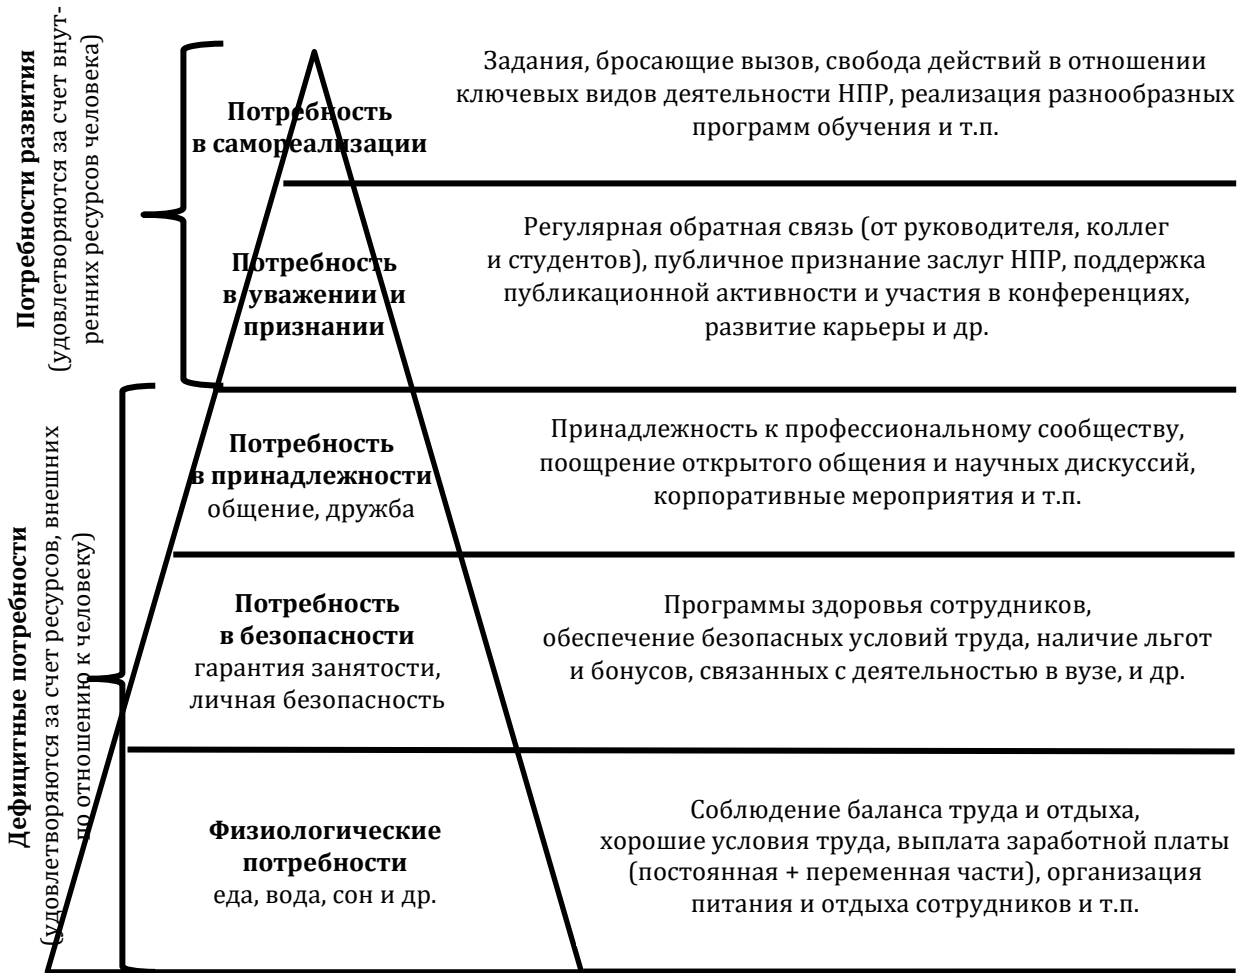 Потребности развития
(удовлетворяются за счет внут-
ренних ресурсов человека)
Потребность
в самореализации
Задания, бросающие вызов, свобода действий в отношении
ключевых видов деятельности НПР, реализация разнообразных
программ обучения и т.п.
Потребность
в уважении и
признании
Регулярная обратная связь (от руководителя, коллег
и студентов), публичное признание заслуг НПР, поддержка
публикационной активности и участия в конференциях,
развитие карьеры и др.
Дефицитные потребности
(удовлетворяются за счет ресурсов, внешних
по отношению к человеку)
Потребность
в принадлежности
общение, дружба
Принадлежность к профессиональному сообществу,
поощрение открытого общения и научных дискуссий,
корпоративные мероприятия и т.п.
Потребность
в безопасности
гарантия занятости,
личная безопасность
Программы здоровья сотрудников,
обеспечение безопасных условий труда, наличие льгот
и бонусов, связанных с деятельностью в вузе, и др.
Физиологические
потребности
еда, вода, сон и др.
Соблюдение баланса труда и отдыха,
хорошие условия труда, выплата заработной платы
(постоянная + переменная части), организация
питания и отдыха сотрудников и т.п.